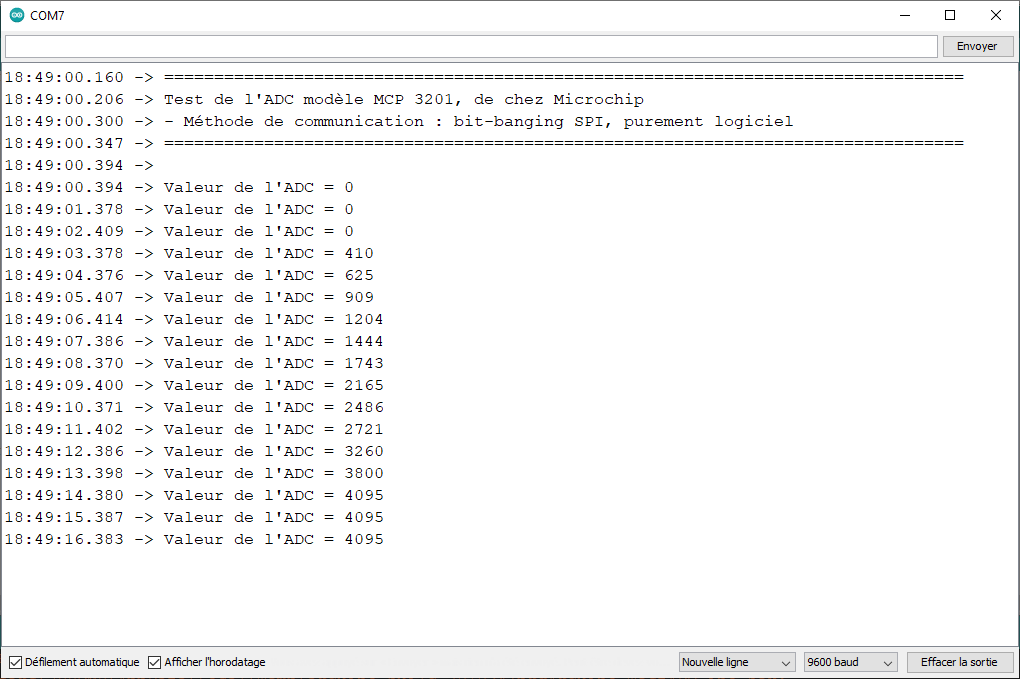 COM7
Envoyer
18:49:00.160 -> ================================================================================
18:49:00.206 -> Test de l'ADC modèle MCP 3201, de chez Microchip
18:49:00.300 -> - Méthode de communication : bit-banging SPI, purement logiciel
18:49:00.347 -> ================================================================================
18:49:00.394 ->
18:49:00.394 -> Valeur de l'ADC = 0
18:49:01.378 -> Valeur de l'ADC = 0
18:49:02.409 -> Valeur de l'ADC = 0
18:49:03.378 -> Valeur de l'ADC = 410
18:49:04.376 -> Valeur de l'ADC = 625
18:49:05.407 -> Valeur de l'ADC = 909
18:49:06.414 -> Valeur de l'ADC = 1204
18:49:07.386 -> Valeur de l'ADC = 1444
18:49:08.370 -> Valeur de l'ADC = 1743
18:49:09.400 -> Valeur de l'ADC = 2165
18:49:10.371 -> Valeur de l'ADC = 2486
18:49:11.402 -> Valeur de l'ADC = 2721
18:49:12.386 -> Valeur de l'ADC = 3260
18:49:13.398 -> Valeur de l'ADC = 3800
18:49:14.380 -> Valeur de l'ADC = 4095
18:49:15.387 -> Valeur de l'ADC = 4095
18:49:16.383 -> Valeur de l'ADC = 4095
Défilement automatique Afficher l'horodatage Nouvelle ligne 9600 baud Effacer la sortie